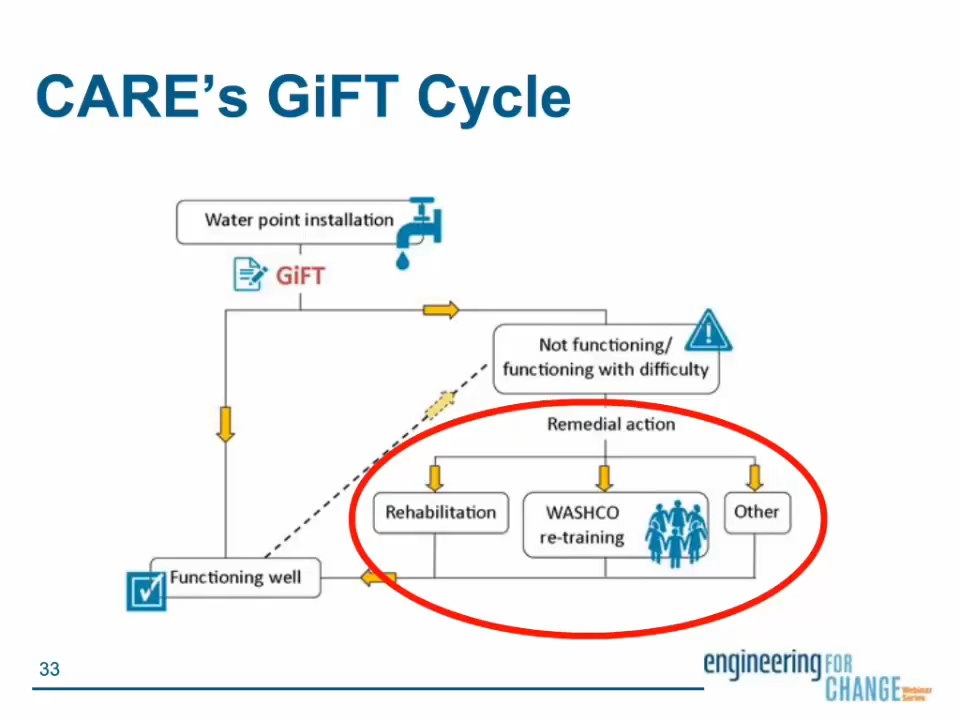 CARE’s GiFT Cycle
Water point installation
GiFT
Not functioning/
functioning with difficulty
Remedial action
Rehabilitation
WASHCO
re-training
Other
Functioning well
33
engineering FOR
CHANGE Webinar
Series